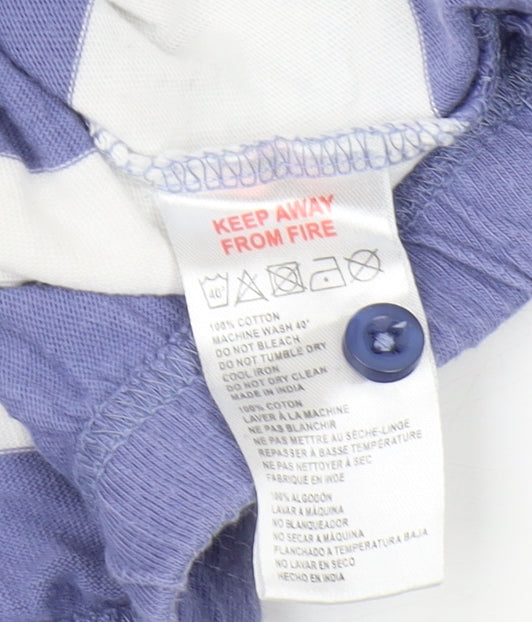 KEEP AWAY
FROM FIRE
40°
100% COTTON
MACHINE WASH 40°
DO NOT BLEACH
DO NOT TUMBLE DRY
COOL IRON
DO NOT DRY CLEAN
MADE IN INDIA
100% COTON
LAVER À LA MACHINE
NE PAS BLANCHIR
NE PAS METTRE AU SÈCHE-LINGE
REPASSER À BASSE TEMPÉRATURE
NE PAS NETTOYER À SEC
FABRIQUÉ EN INDE
100% ALGODÓN
LAVAR A MÁQUINA
NO BLANQUEADOR
NO SECAR A MÁQUINA
PLANCHADO A TEMPERATURA BAJA
NO LAVAR EN SECO
HECHO EN INDIA